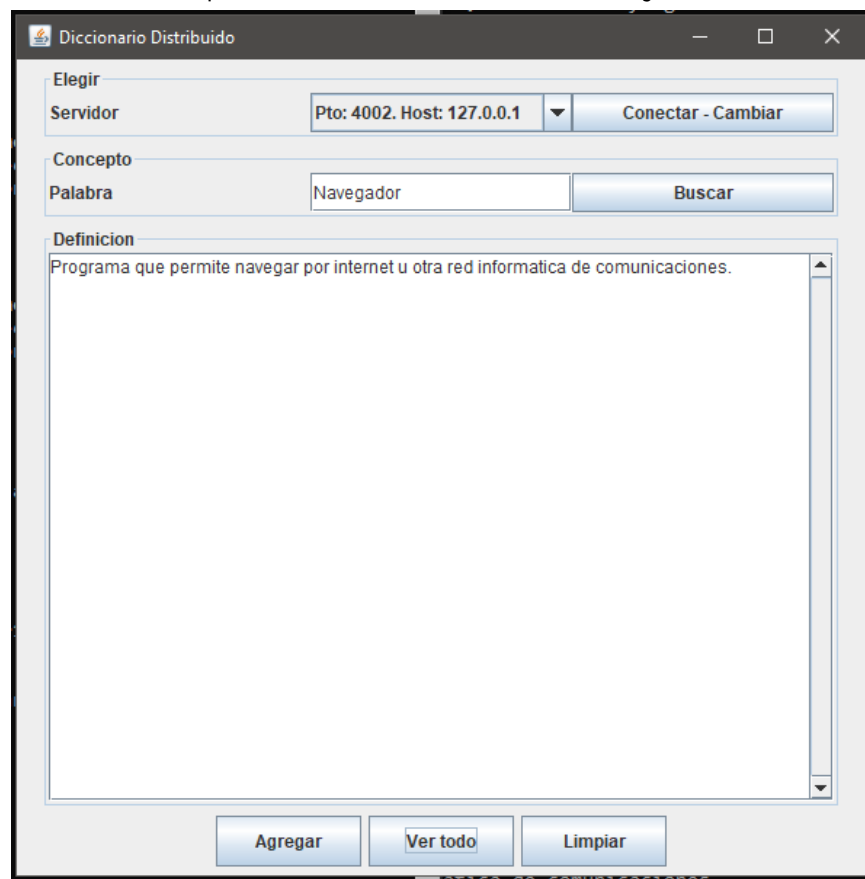 Diccionario Distribuido
Elegir
Servidor Pto: 4002. Host: 127.0.0.1 Conectar - Cambiar
Concepto
Palabra Navegador Buscar
Definicion
Programa que permite navegar por internet u otra red informatica de comunicaciones.
Agregar Ver todo Limpiar